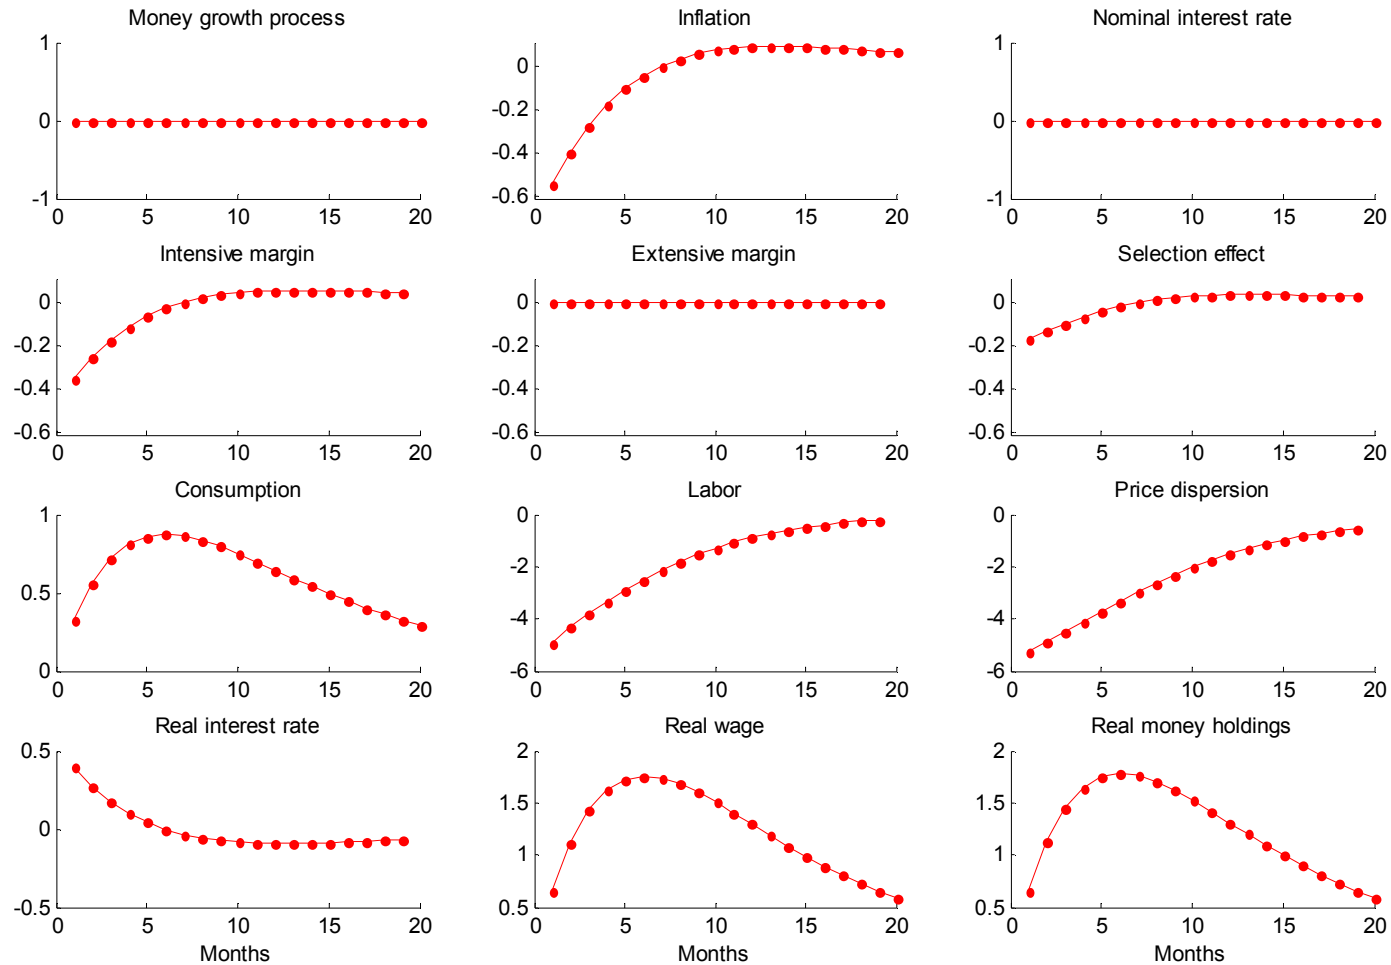 Money growth process
Inflation
Nominal interest rate
1
0
-1
0 5 10 15 20
0
-0.2
-0.4
-0.6
0 5 10 15 20
1
0
-1
0 5 10 15 20
Intensive margin
Extensive margin
Selection effect
0
-0.2
-0.4
-0.6
0 5 10 15 20
0
-0.2
-0.4
-0.6
0 5 10 15 20
0
-0.2
-0.4
-0.6
0 5 10 15 20
Consumption
Labor
Price dispersion
1
0.5
0
0 5 10 15 20
0
-2
-4
-6
0 5 10 15 20
0
-2
-4
-6
0 5 10 15 20
Real interest rate
Real wage
Real money holdings
0.5
0
-0.5
0 5 10 15 20
Months
2
1.5
1
0.5
0 5 10 15 20
Months
2
1.5
1
0.5
0 5 10 15 20
Months